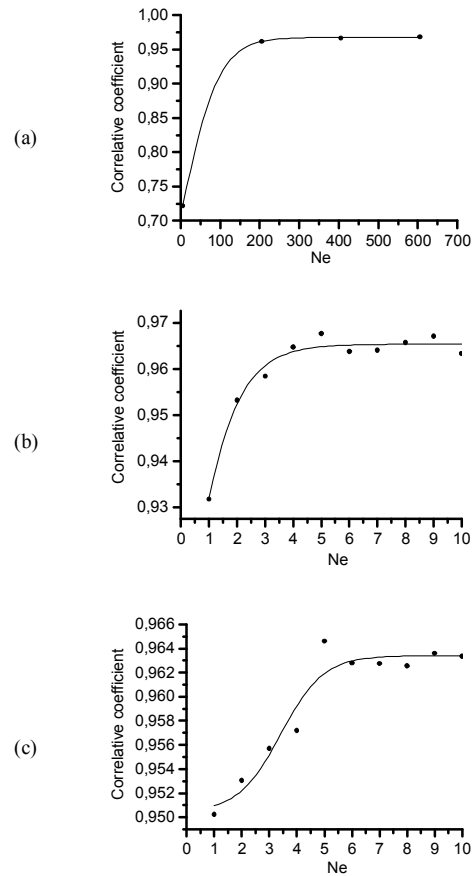 (a)
Correlative coefficient
1,00
0,95
0,90
0,85
0,80
0,75
0,70
0 100 200 300 400 500 600 700
Ne
(b)
Correlative coefficient
0,97
0,96
0,95
0,94
0,93
0 1 2 3 4 5 6 7 8 9 10
Ne
(c)
Correlative coefficient
0,966
0,964
0,962
0,960
0,958
0,956
0,954
0,952
0,950
0 1 2 3 4 5 6 7 8 9 10
Ne